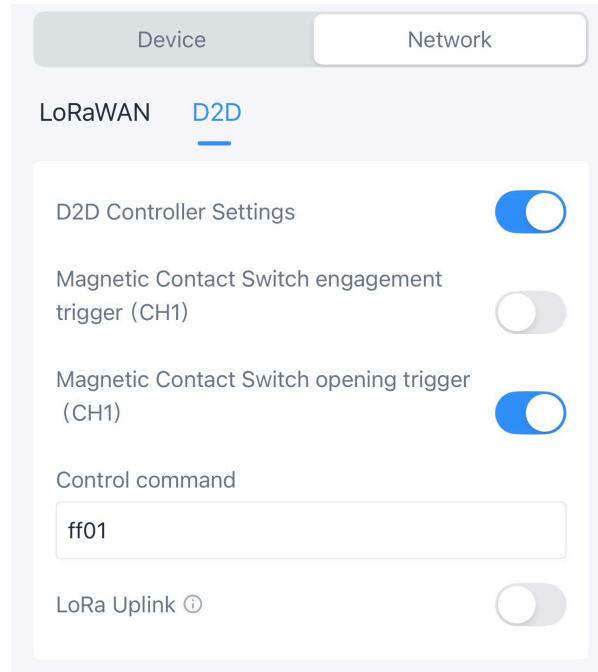 Device Network
LoRaWAN D2D
D2D Controller Settings
Magnetic Contact Switch engagement
trigger (CH1)
Magnetic Contact Switch opening trigger
(CH1)
Control command
ff01
LoRa Uplink